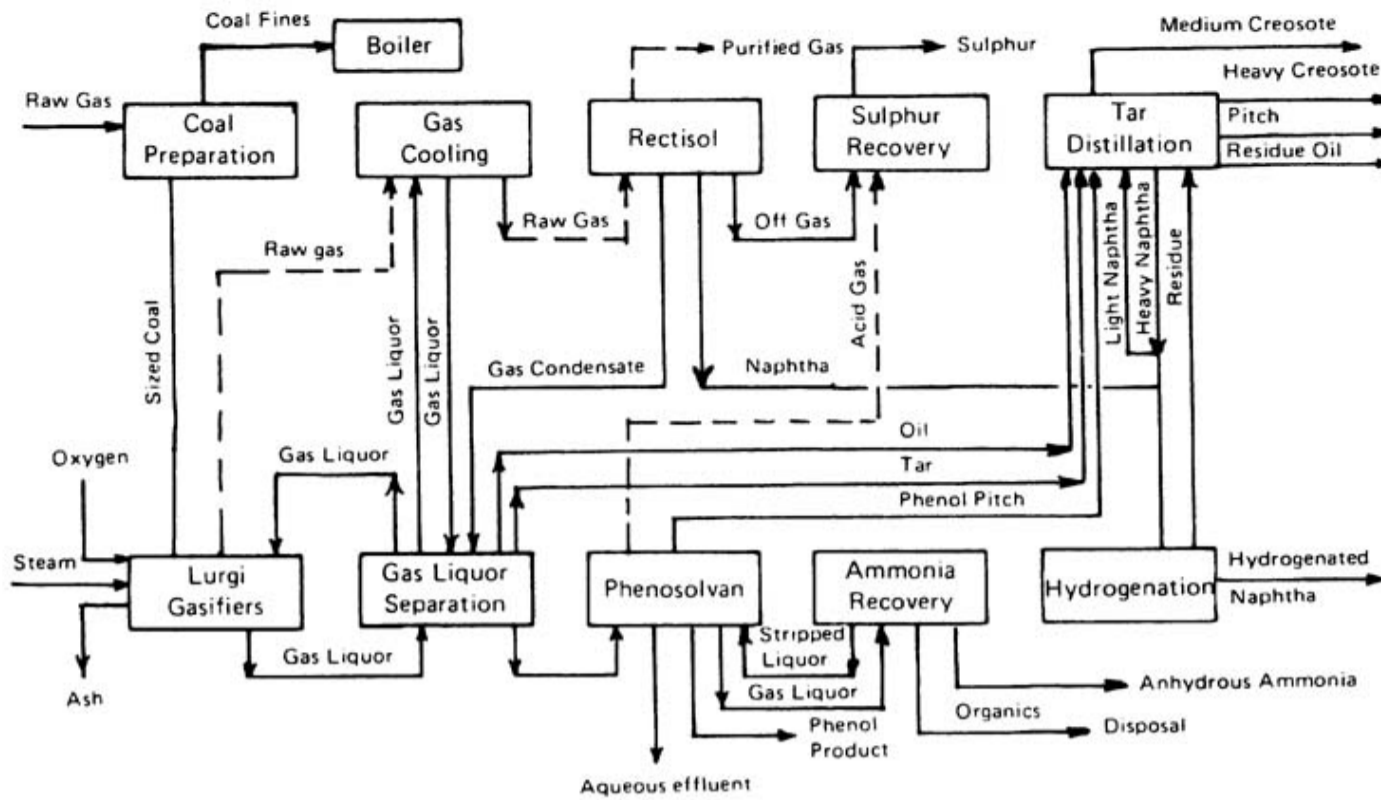 Coal Fines
Boiler
Purified Gas
Sulphur
Medium Creosote
Heavy Creosote
Raw Gas
Coal
Preparation
Gas
Cooling
Rectisol
Sulphur
Recovery
Tar
Distillation
Pitch
Residue Oil
Raw gas
Raw Gas
Off Gas
Acid Gas
Light Naphtha
Heavy Naphtha
Residue
Sized Coal
Gas Liquor
Gas Liquor
Gas Condensate
Naphtha
Oxygen
Gas Liquor
Oil
Tar
Phenol Pitch
Steam
Lurgi
Gasifiers
Gas Liquor
Separation
Phenosolvan
Ammonia
Recovery
Hydrogenation
Hydrogenated
Naphtha
Ash
Gas Liquor
Stripped
Liquor
Gas Liquor
Anhydrous Ammonia
Phenol
Product
Organics
Disposal
Aqueous effluent